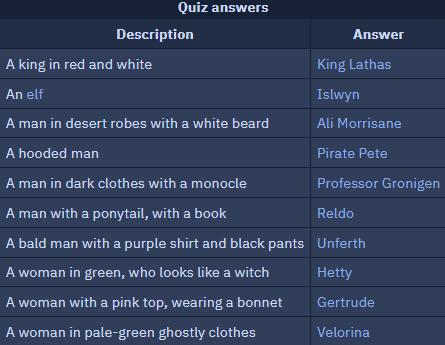 Quiz answers
Description Answer
A king in red and white King Lathas
An elf Islwyn
A man in desert robes with a white beard Ali Morrisane
A hooded man Pirate Pete
A man in dark clothes with a monocle Professor Gronigen
A man with a ponytail, with a book Reldo
A bald man with a purple shirt and black pants Unferth
A woman in green, who looks like a witch Hetty
A woman with a pink top, wearing a bonnet Gertrude
A woman in pale-green ghostly clothes Velorina